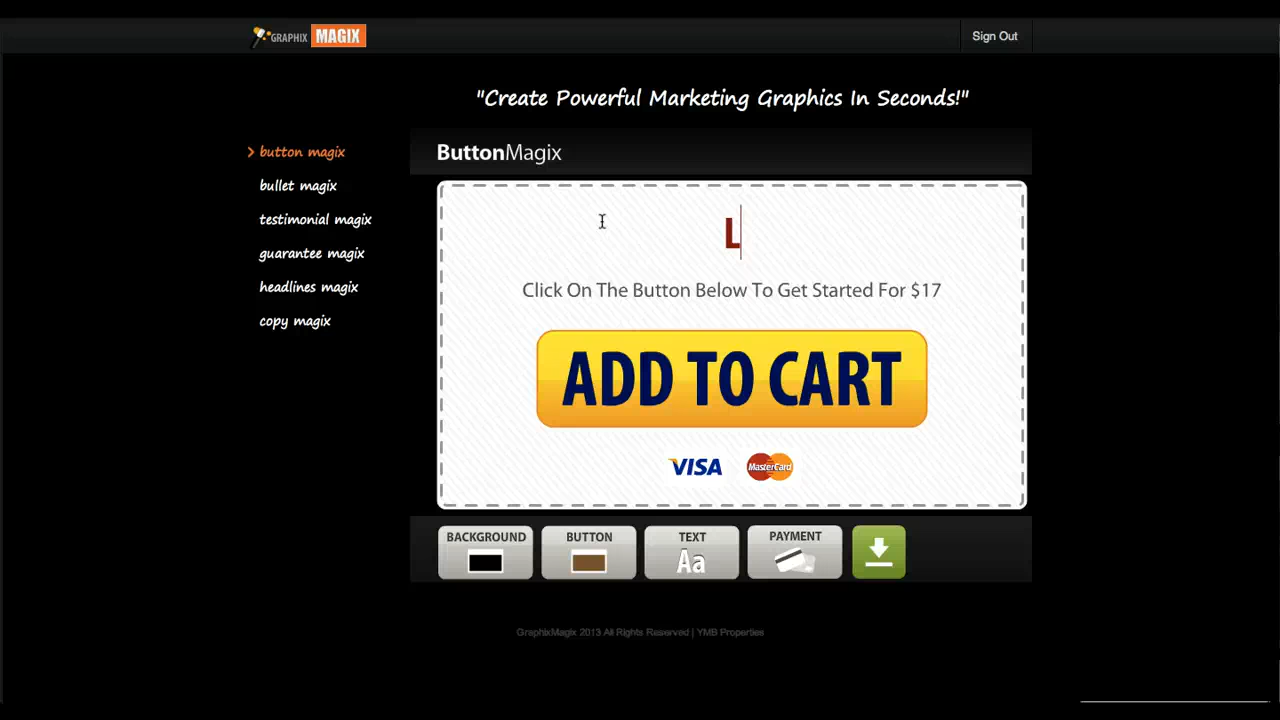 GRAPHIX MAGIX
Sign Out
"Create Powerful Marketing Graphics In Seconds!"
> button magix
bullet magix
testimonial magix
guarantee magix
headlines magix
copy magix
ButtonMagix
L
Click On The Button Below To Get Started For $17
ADD TO CART
VISA MasterCard
BACKGROUND BUTTON TEXT PAYMENT
Aa
GraphixMagix 2013 All Rights Reserved | YMB Properties